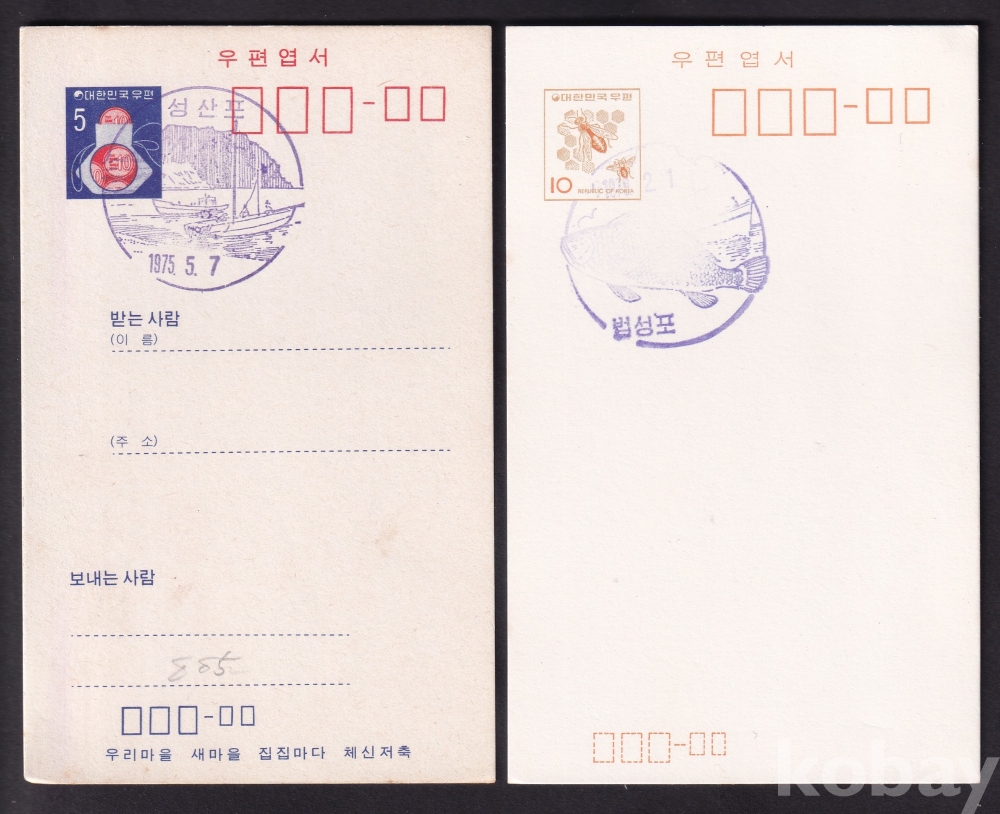 우편엽서
대한민국우편
5
성산포
1975. 5. 7
받는 사람
(이 름)
(주 소)
보내는 사람
우리마을 새마을 집집마다 체신저축
우편엽서
대한민국우편
10
REPUBLIC OF KOREA
2 1
법성포
kobay